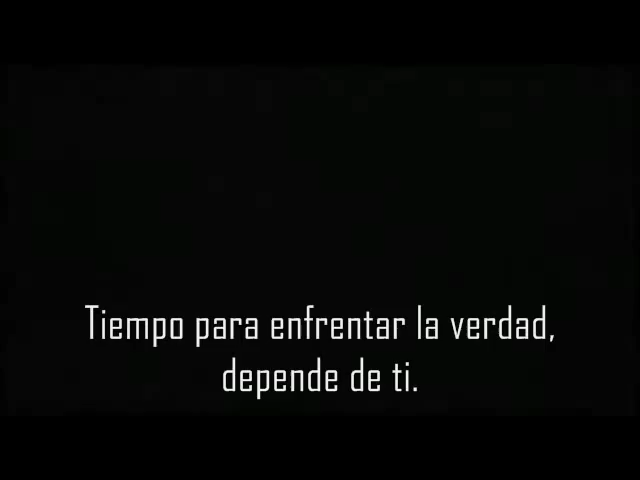 Tiempo para enfrentar la verdad,
depende de ti.